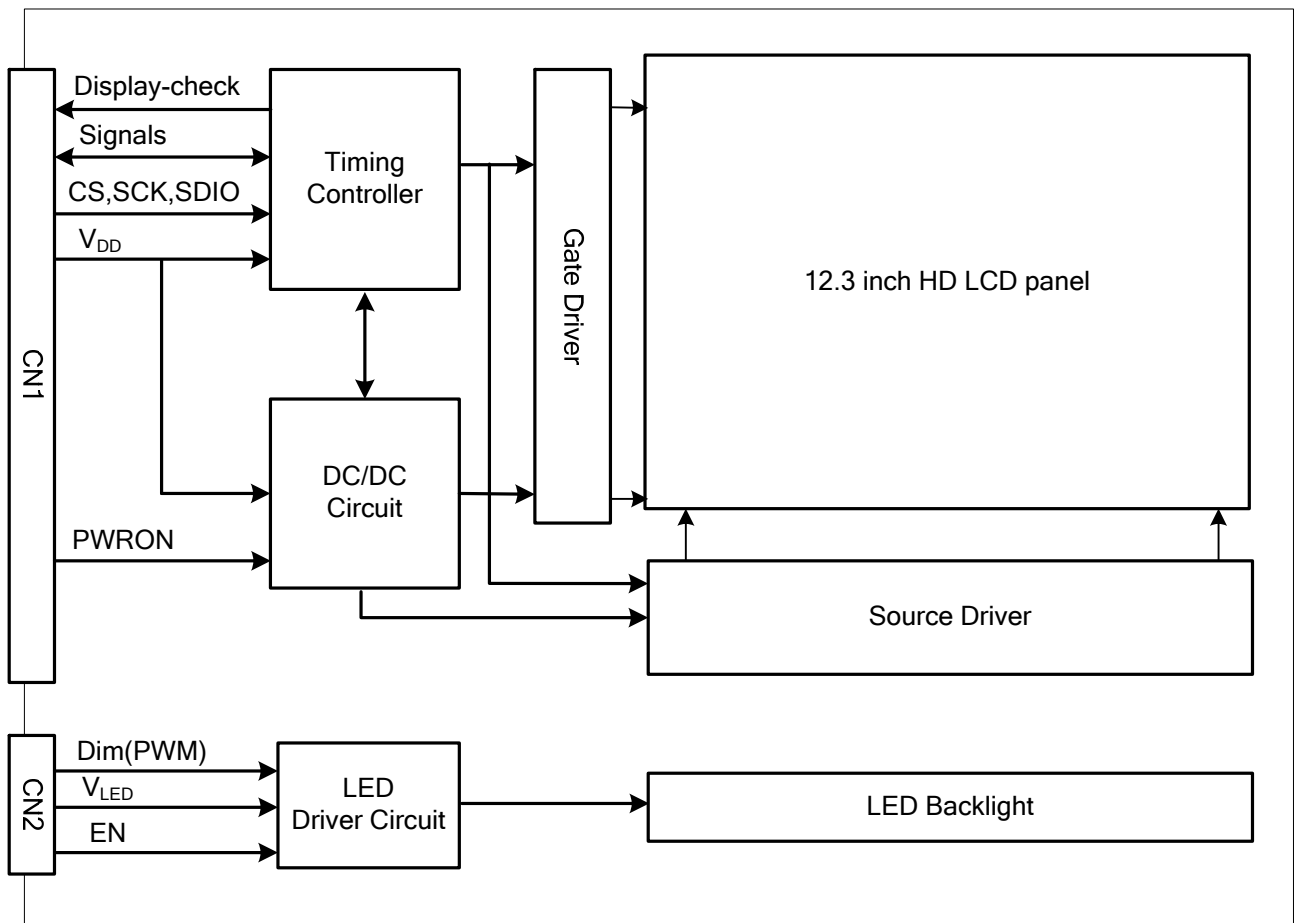 Display-check
Signals
CS,SCK,SDIO
VDD
CN1
PWRON
Timing
Controller
DC/DC
Circuit
Gate Driver
12.3 inch HD LCD panel
Source Driver
CN2
Dim(PWM)
VLED
EN
LED
Driver Circuit
LED Backlight